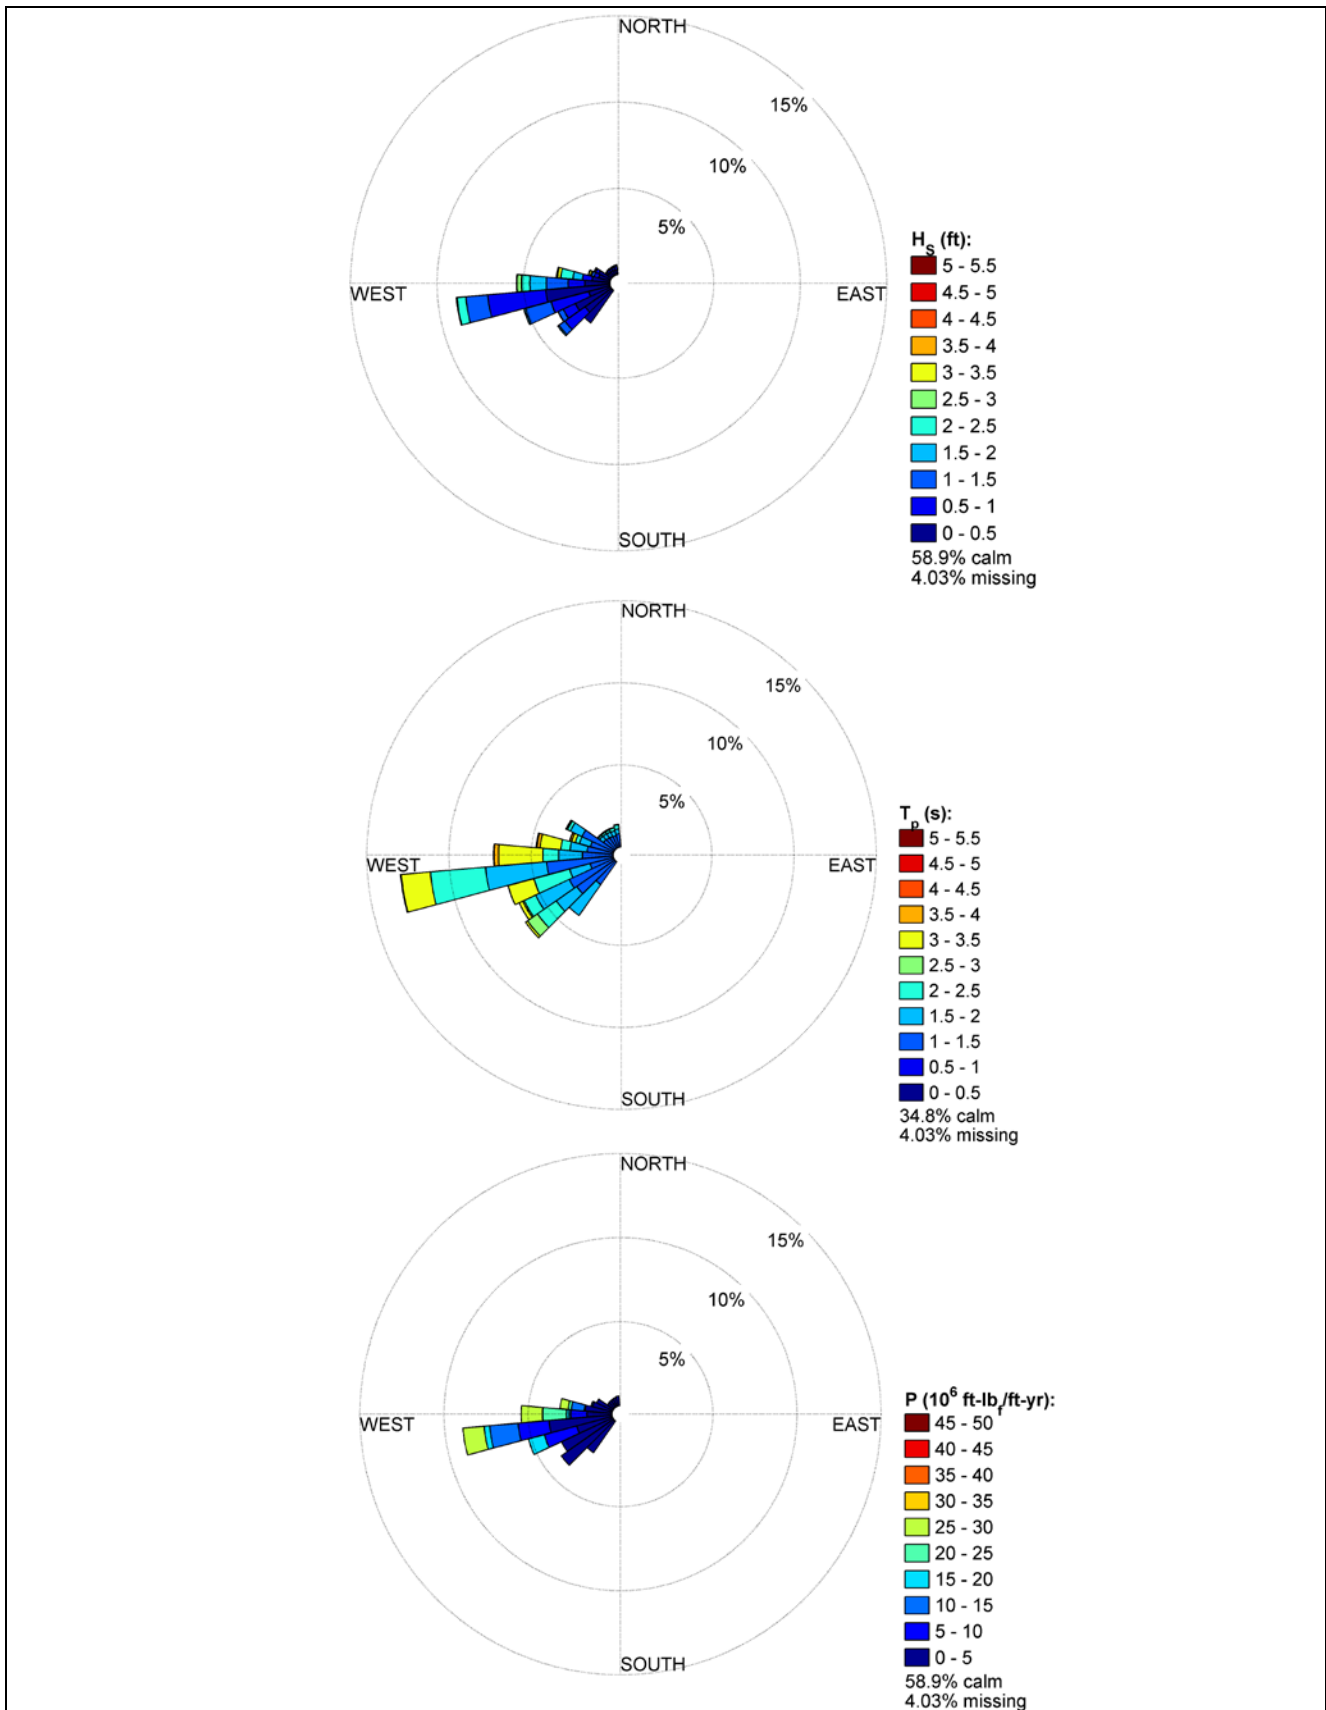 NORTH
15%
10%
5%
WEST
EAST
SOUTH
H_S (ft):
5 - 5.5
4.5 - 5
4 - 4.5
3.5 - 4
3 - 3.5
2.5 - 3
2 - 2.5
1.5 - 2
1 - 1.5
0.5 - 1
0 - 0.5
58.9% calm
4.03% missing
NORTH
15%
10%
5%
WEST
EAST
SOUTH
T_p (s):
5 - 5.5
4.5 - 5
4 - 4.5
3.5 - 4
3 - 3.5
2.5 - 3
2 - 2.5
1.5 - 2
1 - 1.5
0.5 - 1
0 - 0.5
34.8% calm
4.03% missing
NORTH
15%
10%
5%
WEST
EAST
SOUTH
P (10^6 ft-lb_f/ft-yr):
45 - 50
40 - 45
35 - 40
30 - 35
25 - 30
20 - 25
15 - 20
10 - 15
5 - 10
0 - 5
58.9% calm
4.03% missing